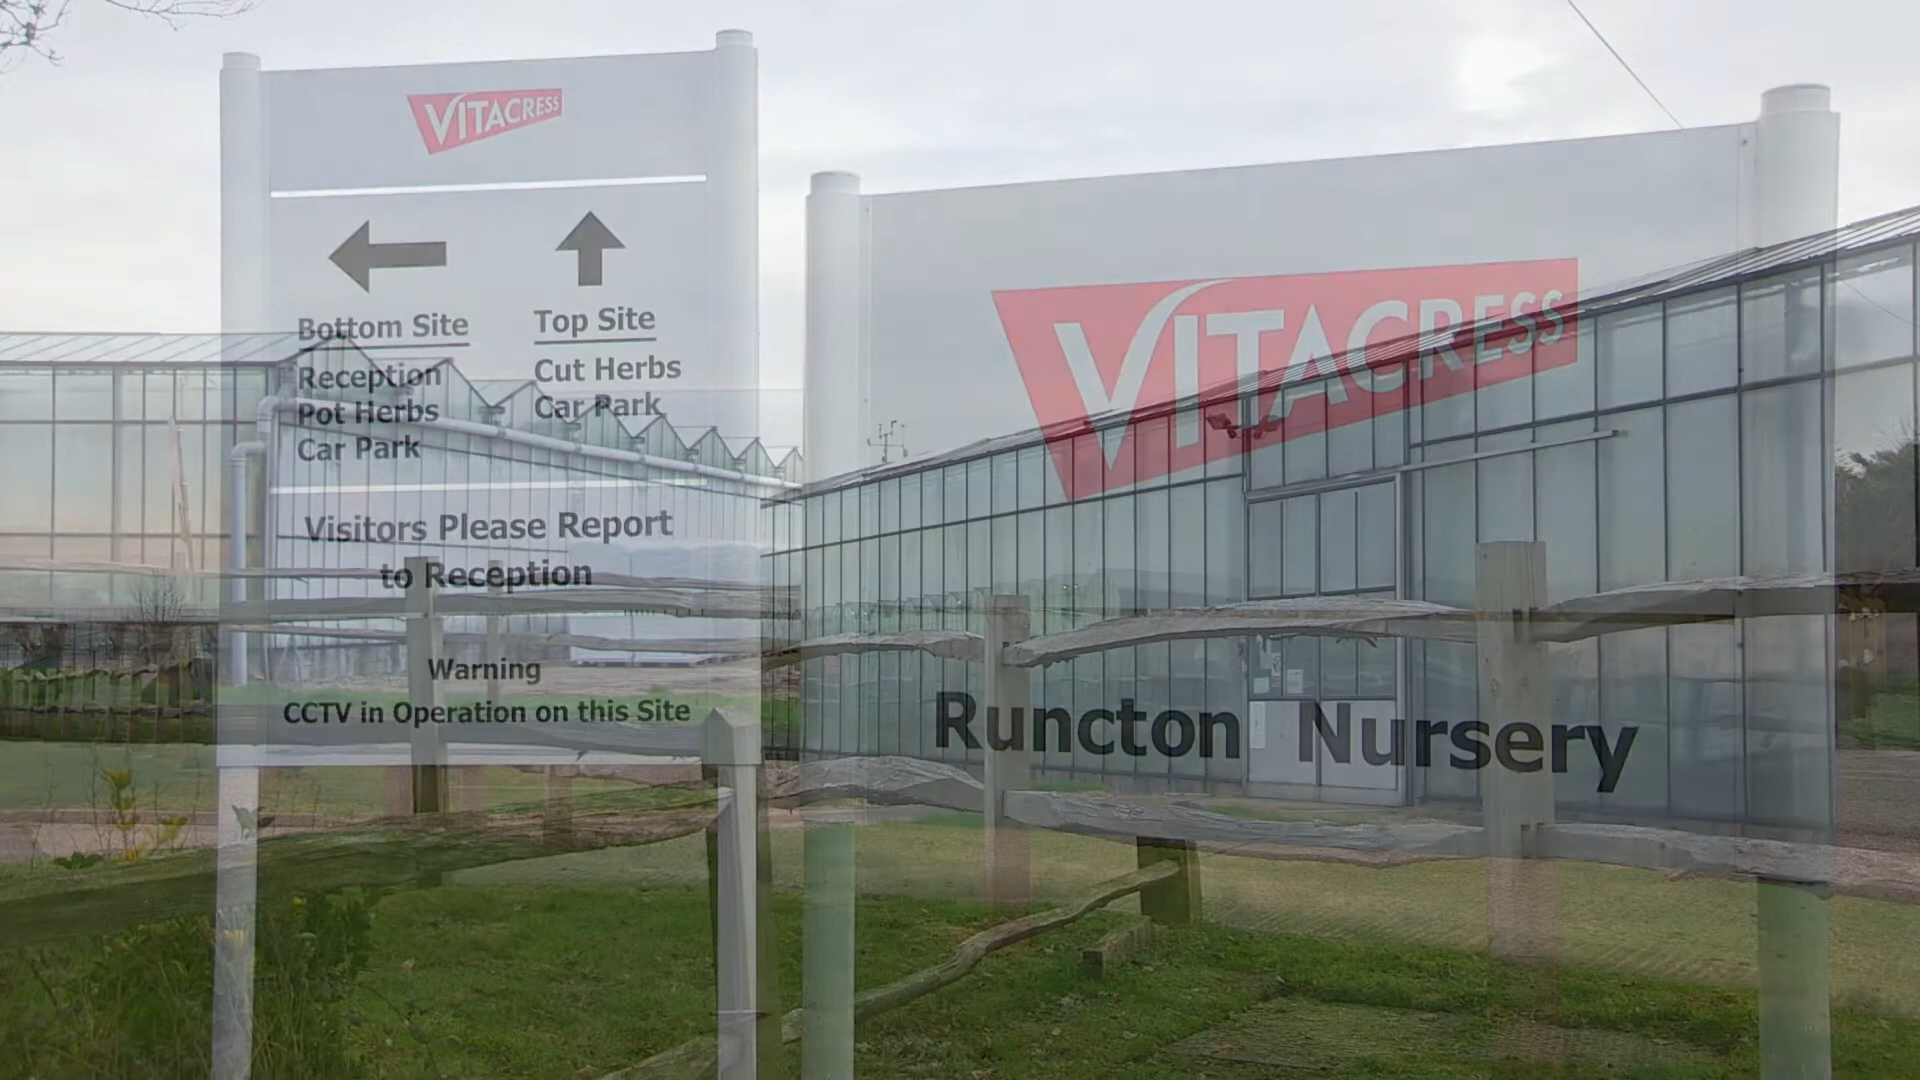 VITACRESS
Bottom Site
Reception
Pot Herbs
Car Park
Top Site
Cut Herbs
Car Park
Visitors Please Report
to Reception
Warning
CCTV in Operation on this Site
VITACRESS
Runcton Nursery